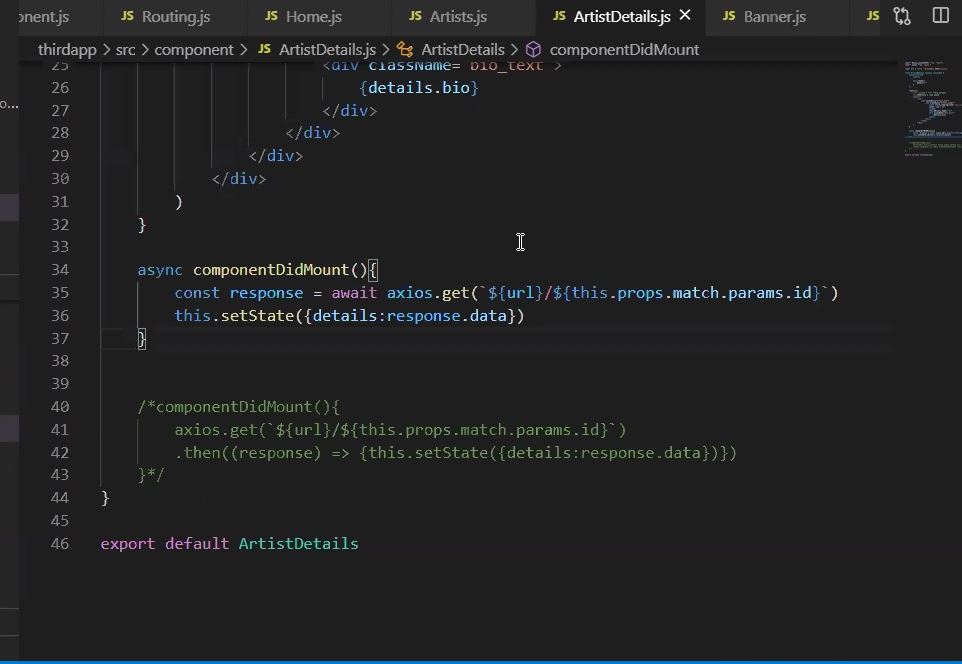 onent.js JS Routing.js JS Home.js JS Artists.js JS ArtistDetails.js JS Banner.js JS
thirdapp > src > component > JS ArtistDetails.js > ArtistDetails > componentDidMount
o...
25 <div className="bio_text">
26 {details.bio}
27 </div>
28 </div>
29 </div>
30 </div>
31 )
32 }
33
34 async componentDidMount(){
35 const response = await axios.get(`${url}/${this.props.match.params.id}`)
36 this.setState({details:response.data})
37 }
38
39
40 /*componentDidMount(){
41 axios.get(`${url}/${this.props.match.params.id}`)
42 .then((response) => {this.setState({details:response.data})})
43 }*/
44 }
45
46 export default ArtistDetails